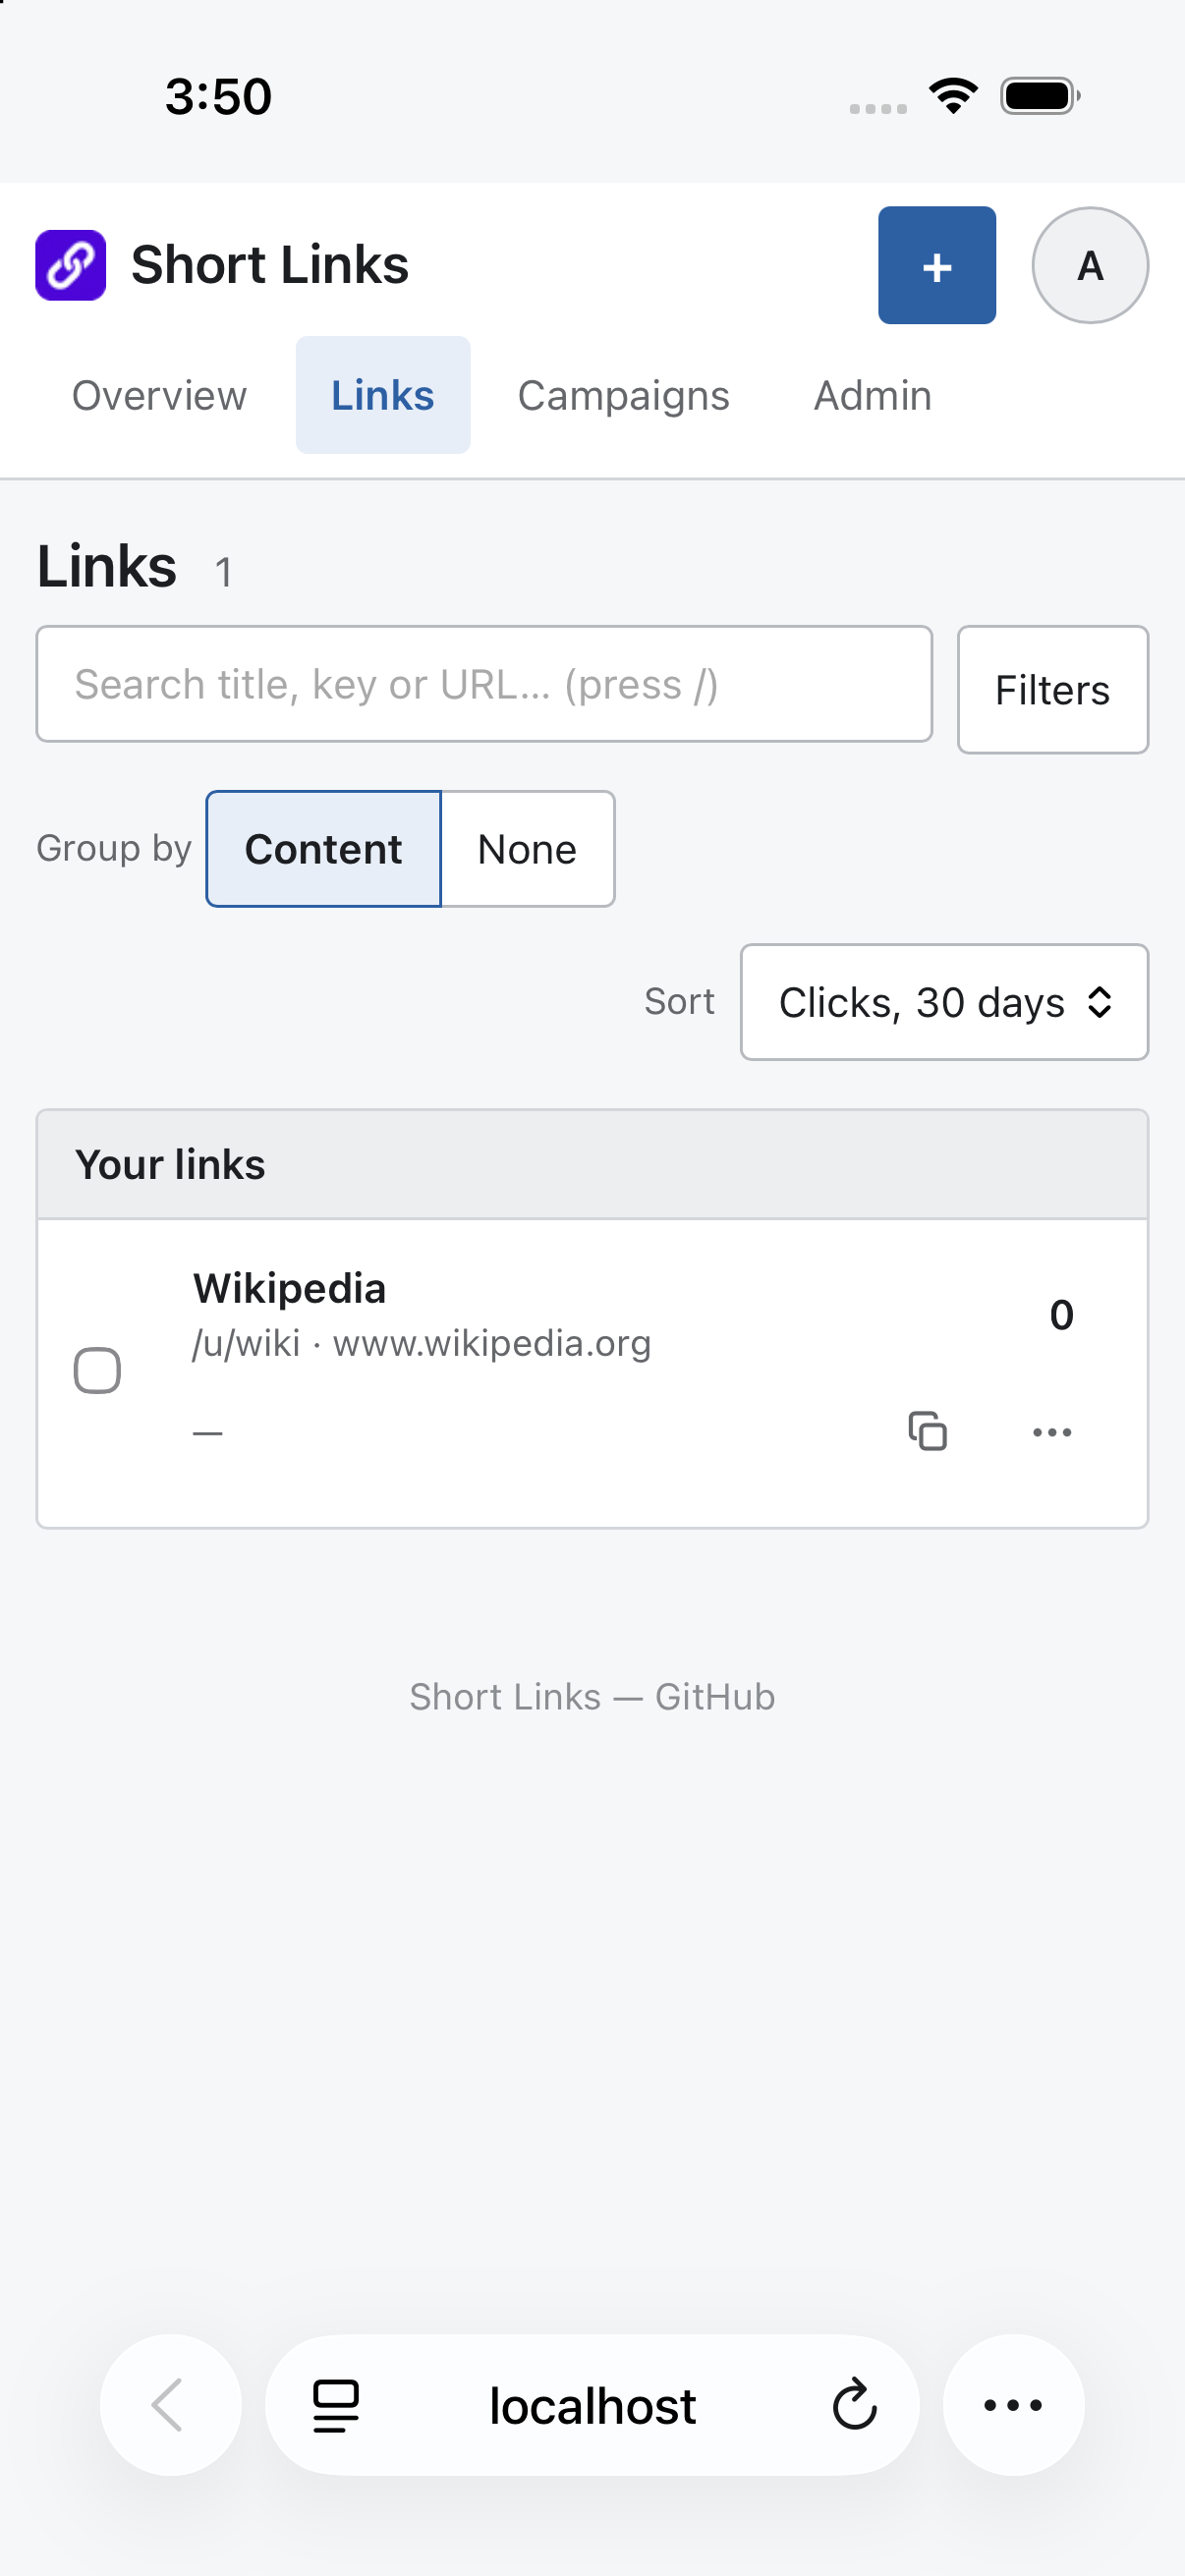 3:50
Short Links
+
A
Overview
Links
Campaigns
Admin
Links 1
Search title, key or URL... (press /)
Filters
Group by
Content
None
Sort
Clicks, 30 days
Your links
Wikipedia
0
/u/wiki · www.wikipedia.org
—
Short Links — GitHub
localhost